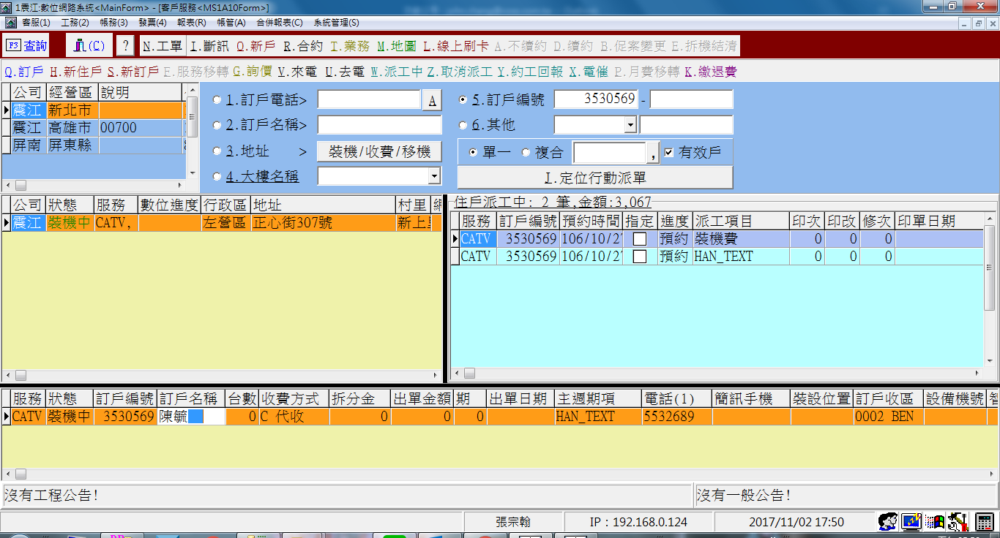 1震江:數位網路系統<MainForm> - [客戶服務<MS1A10Form>]
客服(1) 工務(2) 帳務(3) 發票(4) 報表(R) 帳管(A) 合併報表(C) 系統管理(S)
F3 查詢 (C) ? N.工單 I.斷訊 O.新戶 R.合約 T.業務 M.地圖 L.線上刷卡 A.不續約 D.續約 B.促案變更 E.拆機結清
Q.訂戶 H.新住戶 S.新訂戶 F.服務移轉 G.詢價 V.來電 U.去電 W.派工中 Z.取消派工 Y.約工回報 X.電催 P.月費移轉 K.繳退費
公司 經營區 說明
震江 新北市
震江 高雄市 00700
屏南 屏東縣
1.訂戶電話> A 5.訂戶編號 3530569 -
2.訂戶名稱> 6.其他
3.地址 > 裝機/收費/移機 單一 複合 , 有效戶
4.大樓名稱 J.定位行動派單
公司 狀態 服務 數位進度 行政區 地址 村里
震江 裝機中 CATV, 左營區 正心街307號 新上
住戶派工中: 2 筆,金額:3,067
服務 訂戶編號 預約時間 指定 進度 派工項目 印次 印改 修次 印單日期
CATV 3530569 106/10/2 預約 裝機費 0 0 0
CATV 3530569 106/10/2 預約 HAN_TEXT 0 0 0
服務 狀態 訂戶編號 訂戶名稱 台數 收費方式 拆分金 出單金額 期 出單日期 主週期項 電話(1) 簡訊手機 裝設位置 訂戶收區 設備機號
CATV 裝機中 3530569 陳毓 0 C 代收 0 0 0 HAN_TEXT 5532689 0002 BEN
沒有工程公告! 沒有一般公告!
張宗翰 IP：192.168.0.124 2017/11/02 17:50